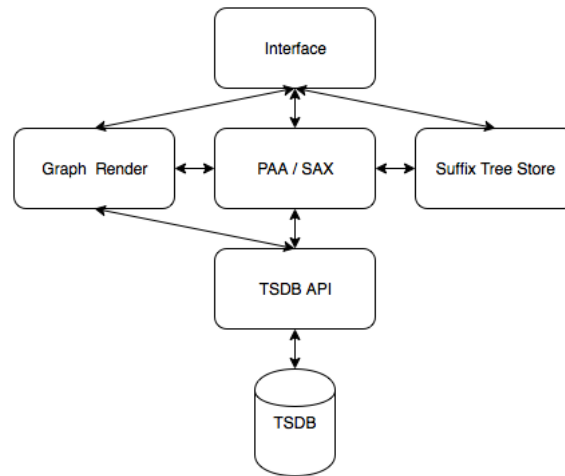 Interface
Graph Render
PAA / SAX
Suffix Tree Store
TSDB API
TSDB